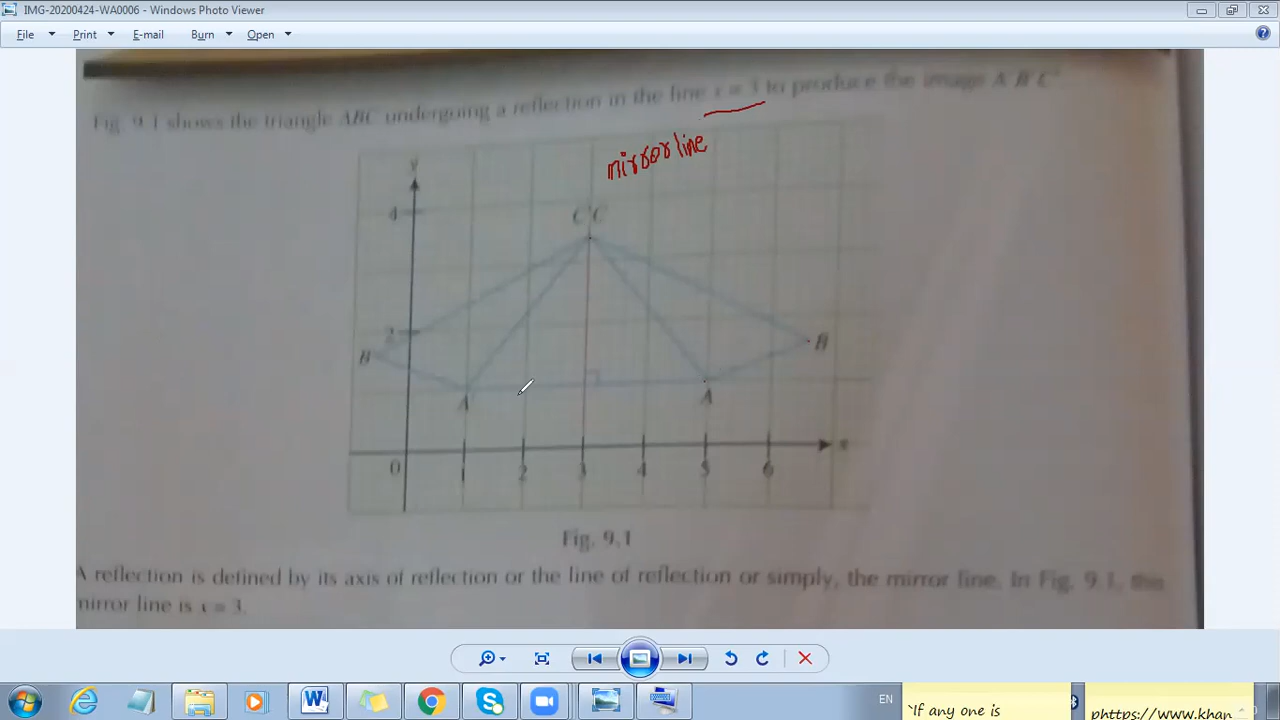 IMG-20200424-WA0006 - Windows Photo Viewer
File Print E-mail Burn Open
Fig. 9.1 shows the triangle ABC undergoing a reflection in the line x = 3 to produce the image A B C'
mirror line
y
4
C'C
2
B
B
A
A
x
0 1 2 3 4 5 6
Fig. 9.1
A reflection is defined by its axis of reflection or the line of reflection or simply, the mirror line. In Fig. 9.1, this
mirror line is x = 3.
EN
'If any one is
phttps://www.khan